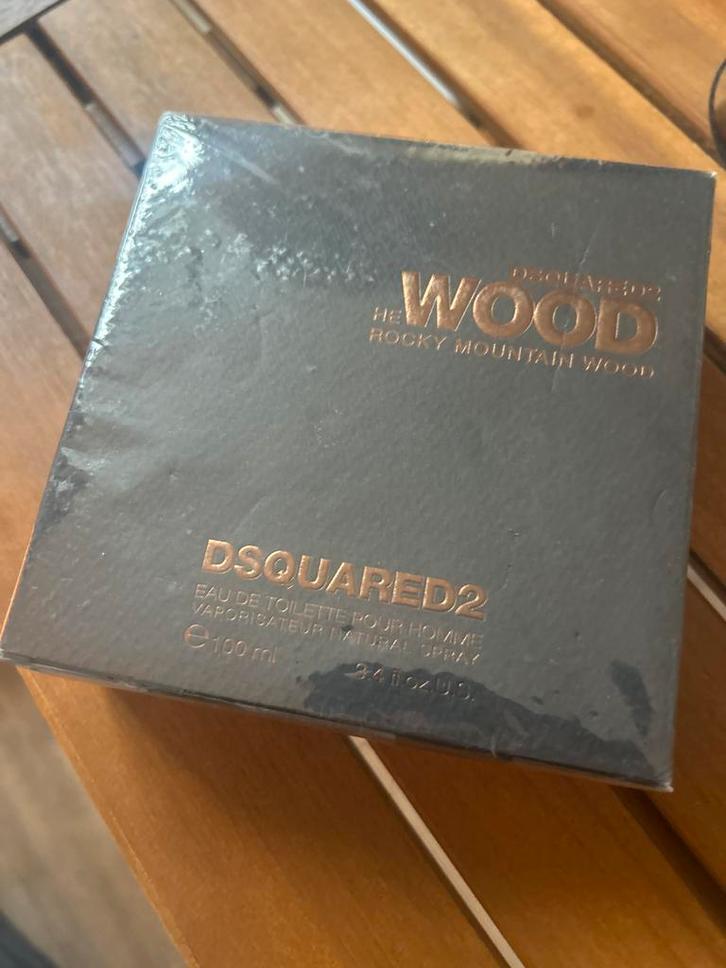 DSQUARED2
HE WOOD
ROCKY MOUNTAIN WOOD
DSQUARED2
EAU DE TOILETTE POUR HOMME
VAPORISATEUR NATURAL SPRAY
℮100 ml 3.4 fl oz U.S.